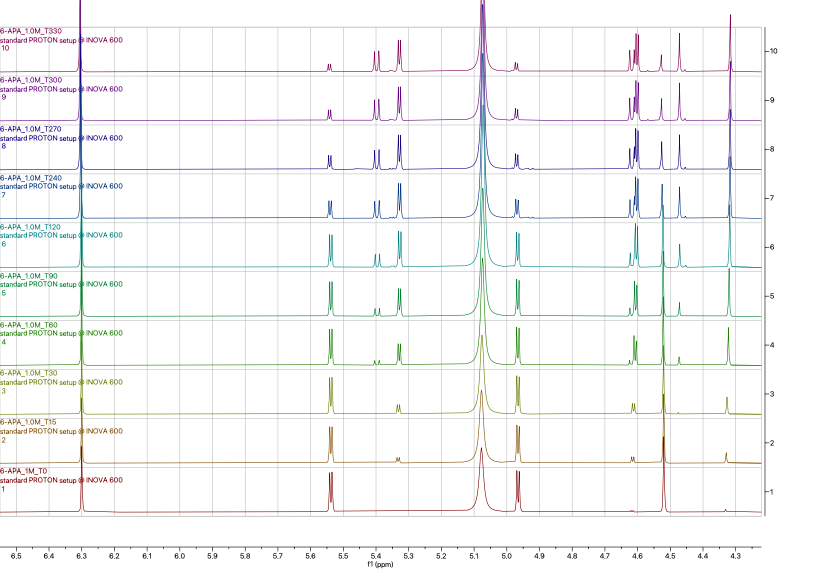 6-APA_1.0M_T330
standard PROTON setup @ INOVA 600
10
10
6-APA_1.0M_T300
standard PROTON setup @ INOVA 600
9
9
6-APA_1.0M_T270
standard PROTON setup @ INOVA 600
8
8
6-APA_1.0M_T240
standard PROTON setup @ INOVA 600
7
7
6-APA_1.0M_T120
standard PROTON setup @ INOVA 600
6
6
6-APA_1.0M_T90
standard PROTON setup @ INOVA 600
5
5
6-APA_1.0M_T60
standard PROTON setup @ INOVA 600
4
4
6-APA_1.0M_T30
standard PROTON setup @ INOVA 600
3
3
6-APA_1.0M_T15
standard PROTON setup @ INOVA 600
2
2
6-APA_1M_T0
standard PROTON setup @ INOVA 600
1
1
6.5 6.4 6.3 6.2 6.1 6.0 5.9 5.8 5.7 5.6 5.5 5.4 5.3 5.2 5.1 5.0 4.9 4.8 4.7 4.6 4.5 4.4 4.3
f1 (ppm)